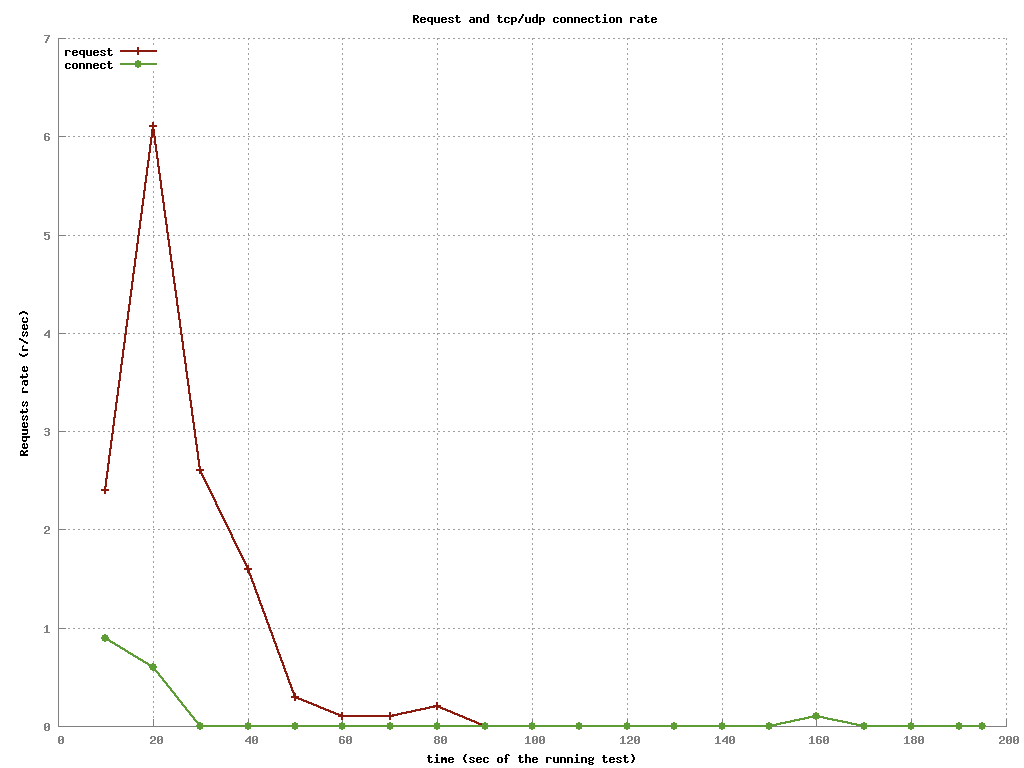 Request and tcp/udp connection rate
7
request
connect
6
5
4
3
2
1
0
Requests rate (r/sec)
0 20 40 60 80 100 120 140 160 180 200
time (sec of the running test)